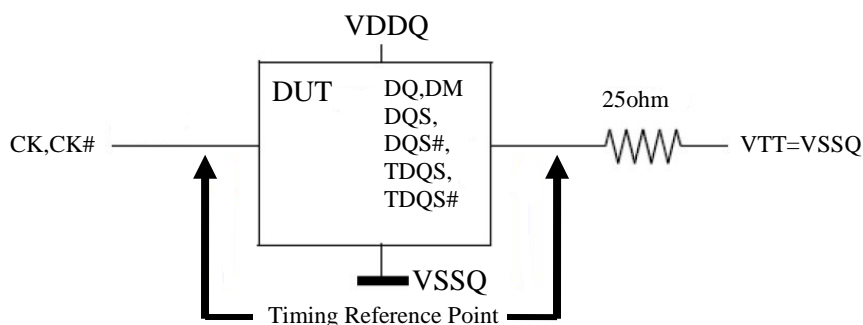 VDDQ
DUT
DQ,DM
DQS,
DQS#,
TDQS,
TDQS#
25ohm
CK,CK#
VTT=VSSQ
VSSQ
Timing Reference Point